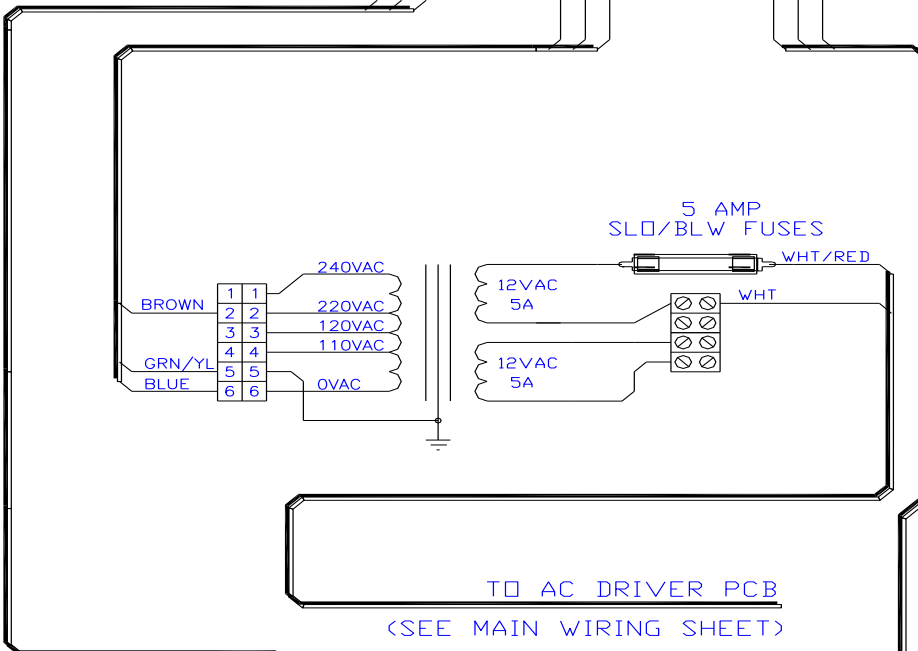 5 AMP
SLO/BLW FUSES
WHT/RED
240VAC
12VAC
5A
WHT
BROWN
1 1
2 2
220VAC
3 3
120VAC
4 4
110VAC
GRN/YL
5 5
12VAC
5A
BLUE
6 6
0VAC
TO AC DRIVER PCB
(SEE MAIN WIRING SHEET)